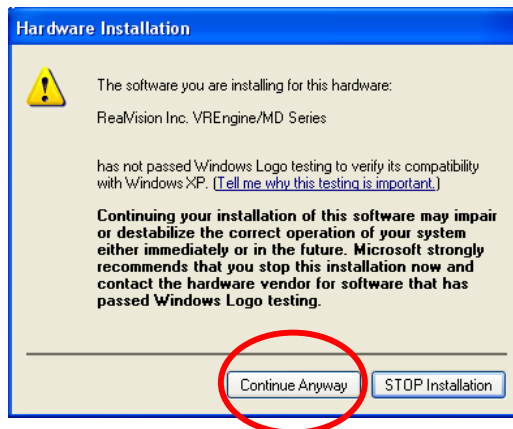 Hardware Installation
The software you are installing for this hardware:
RealVision Inc. VREngine/MD Series
has not passed Windows Logo testing to verify its compatibility
with Windows XP. (Tell me why this testing is important.)
Continuing your installation of this software may impair
or destabilize the correct operation of your system
either immediately or in the future. Microsoft strongly
recommends that you stop this installation now and
contact the hardware vendor for software that has
passed Windows Logo testing.
Continue Anyway
STOP Installation